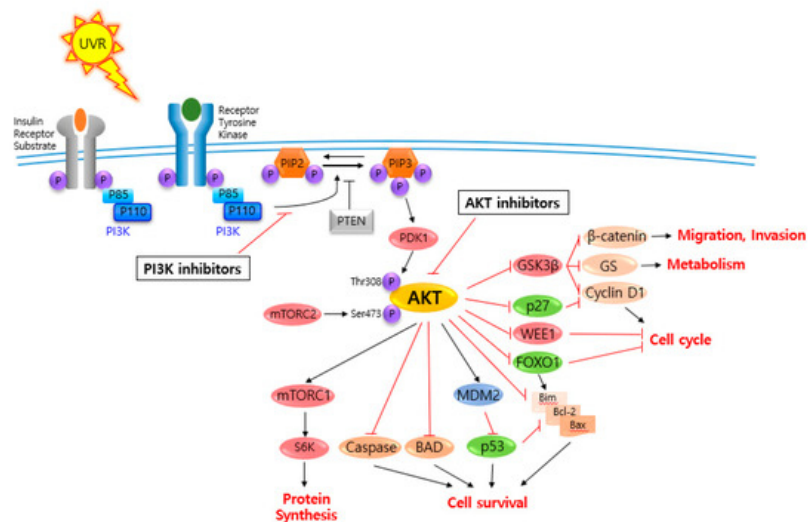 UVR
Insulin
Receptor
Substrate
Receptor
Tyrosine
Kinase
P
P
P85
P110
PI3K
P
P
P85
P110
PI3K
PIP2
P
P
PIP3
P
P
P
PTEN
PI3K inhibitors
AKT inhibitors
PDK1
Thr308
P
AKT
mTORC2
Ser473
P
GSK3β
β-catenin
Migration, Invasion
GS
Metabolism
Cyclin D1
p27
WEE1
Cell cycle
FOXO1
mTORC1
MDM2
Bim
Bcl-2
Bax
S6K
Caspase
BAD
p53
Protein
Synthesis
Cell survival